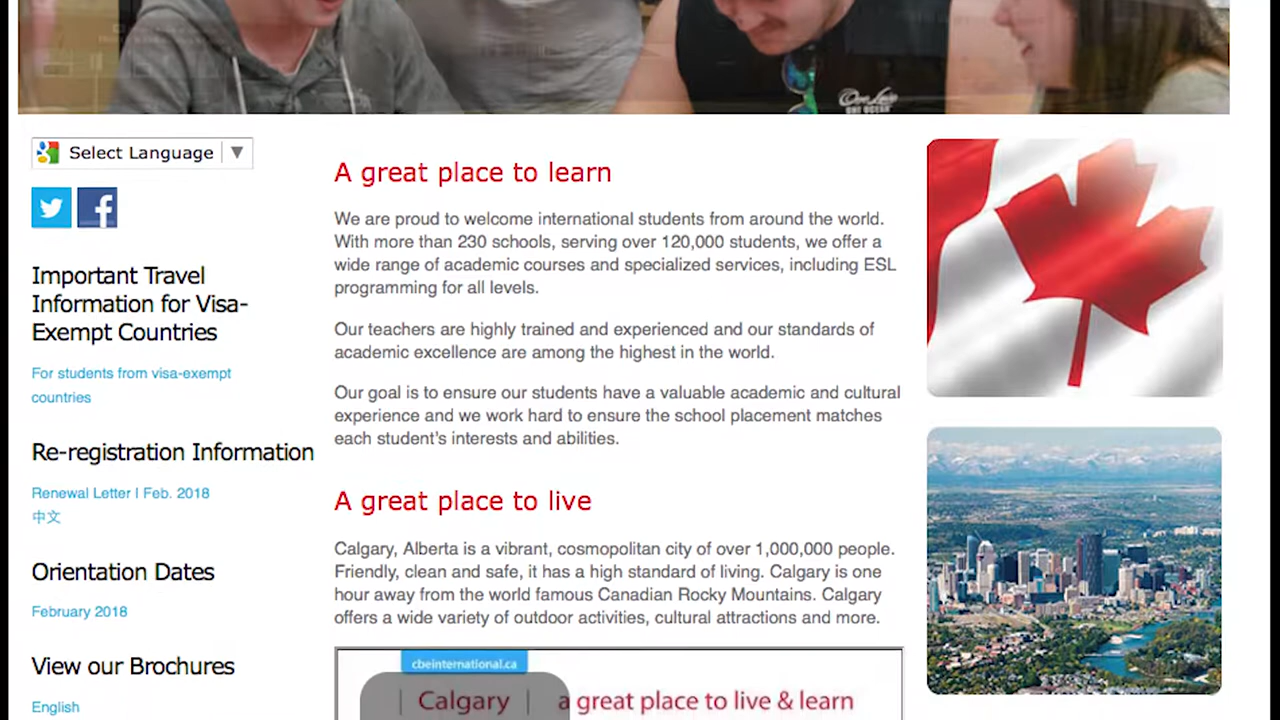 One Love
ONE OCEAN
Select Language ▼
Important Travel
Information for Visa-
Exempt Countries
For students from visa-exempt
countries
Re-registration Information
Renewal Letter | Feb. 2018
中文
Orientation Dates
February 2018
View our Brochures
English
A great place to learn
We are proud to welcome international students from around the world.
With more than 230 schools, serving over 120,000 students, we offer a
wide range of academic courses and specialized services, including ESL
programming for all levels.
Our teachers are highly trained and experienced and our standards of
academic excellence are among the highest in the world.
Our goal is to ensure our students have a valuable academic and cultural
experience and we work hard to ensure the school placement matches
each student's interests and abilities.
A great place to live
Calgary, Alberta is a vibrant, cosmopolitan city of over 1,000,000 people.
Friendly, clean and safe, it has a high standard of living. Calgary is one
hour away from the world famous Canadian Rocky Mountains. Calgary
offers a wide variety of outdoor activities, cultural attractions and more.
cbeinternational.ca
| Calgary | a great place to live & learn